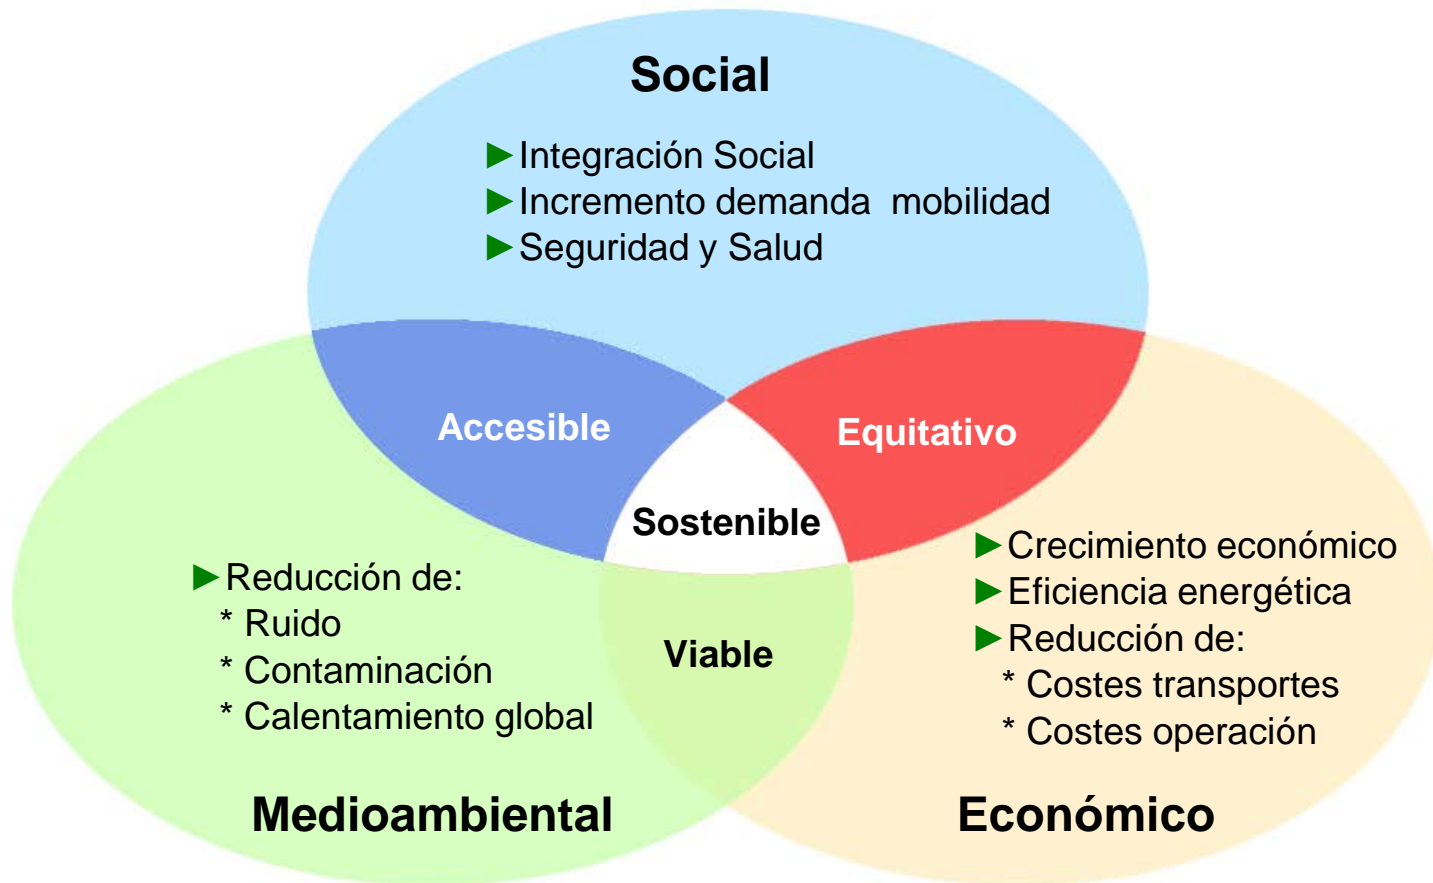 Social
►Integración Social
►Incremento demanda  mobilidad
►Seguridad y Salud
Accesible
Equitativo
Sostenible
Viable
►Reducción de:
* Ruido
* Contaminación
* Calentamiento global
Medioambiental
►Crecimiento económico
►Eficiencia energética
►Reducción de:
* Costes transportes
* Costes operación
Económico